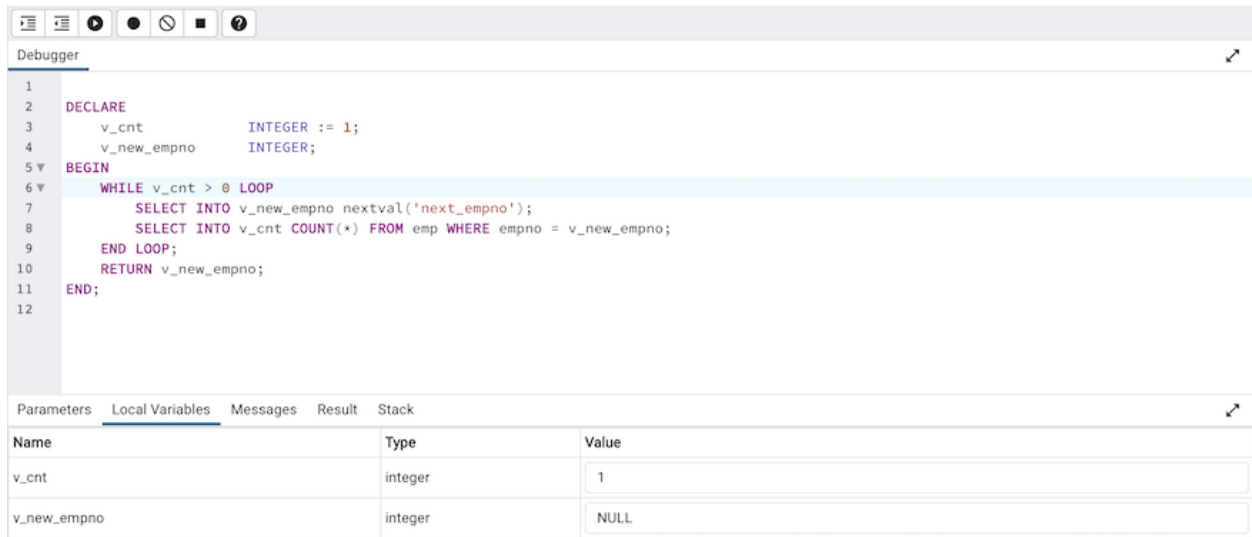 Debugger
1
2 DECLARE
3 v_cnt INTEGER := 1;
4 v_new_empno INTEGER;
5 BEGIN
6 WHILE v_cnt > 0 LOOP
7 SELECT INTO v_new_empno nextval('next_empno');
8 SELECT INTO v_cnt COUNT(*) FROM emp WHERE empno = v_new_empno;
9 END LOOP;
10 RETURN v_new_empno;
11 END;
12
Parameters Local Variables Messages Result Stack
Name Type Value
v_cnt integer 1
v_new_empno integer NULL